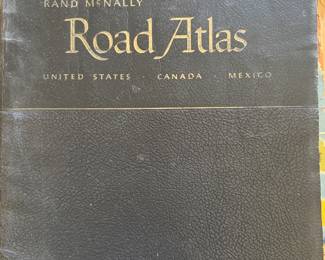 RAND McNALLY
Road Atlas
UNITED STATES · CANADA · MEXICO